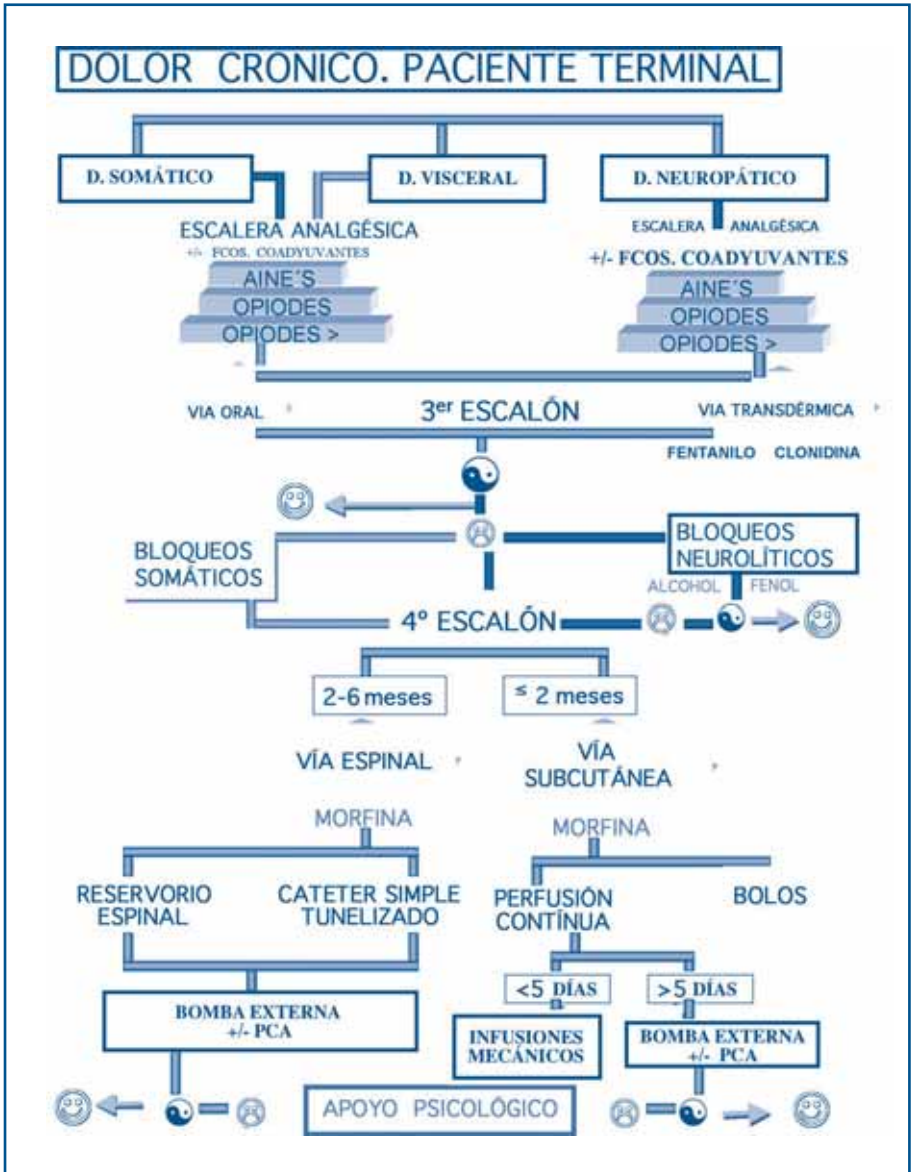 DOLOR CRONICO. PACIENTE TERMINAL
D. SOMÁTICO
D. VISCERAL
D. NEUROPÁTICO
ESCALERA ANALGÉSICA
+/- FCOS. COADYUVANTES
AINE´S
OPIODES
OPIODES >
ESCALERA ANALGÉSICA
+/- FCOS. COADYUVANTES
AINE´S
OPIODES
OPIODES >
VIA ORAL
3er ESCALÓN
VIA TRANSDÉRMICA
FENTANILO CLONIDINA
BLOQUEOS
SOMÁTICOS
BLOQUEOS
NEUROLÍTICOS
ALCOHOL FENOL
4º ESCALÓN
2-6 meses
≤ 2 meses
VÍA ESPINAL
VÍA
SUBCUTÁNEA
MORFINA
MORFINA
RESERVORIO
ESPINAL
CATETER SIMPLE
TUNELIZADO
PERFUSIÓN
CONTÍNUA
BOLOS
<5 DÍAS
>5 DÍAS
BOMBA EXTERNA
+/- PCA
INFUSIONES
MECÁNICOS
BOMBA EXTERNA
+/- PCA
APOYO PSICOLÓGICO